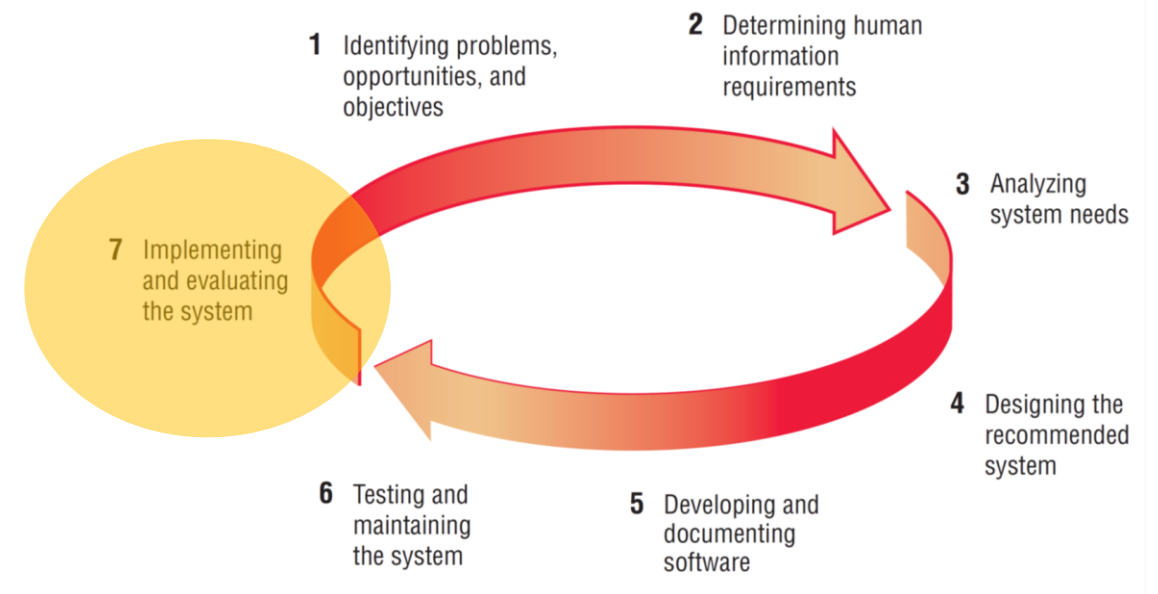 1 Identifying problems,
opportunities, and
objectives
2 Determining human
information
requirements
3 Analyzing
system needs
4 Designing the
recommended
system
5 Developing and
documenting
software
6 Testing and
maintaining
the system
7 Implementing
and evaluating
the system